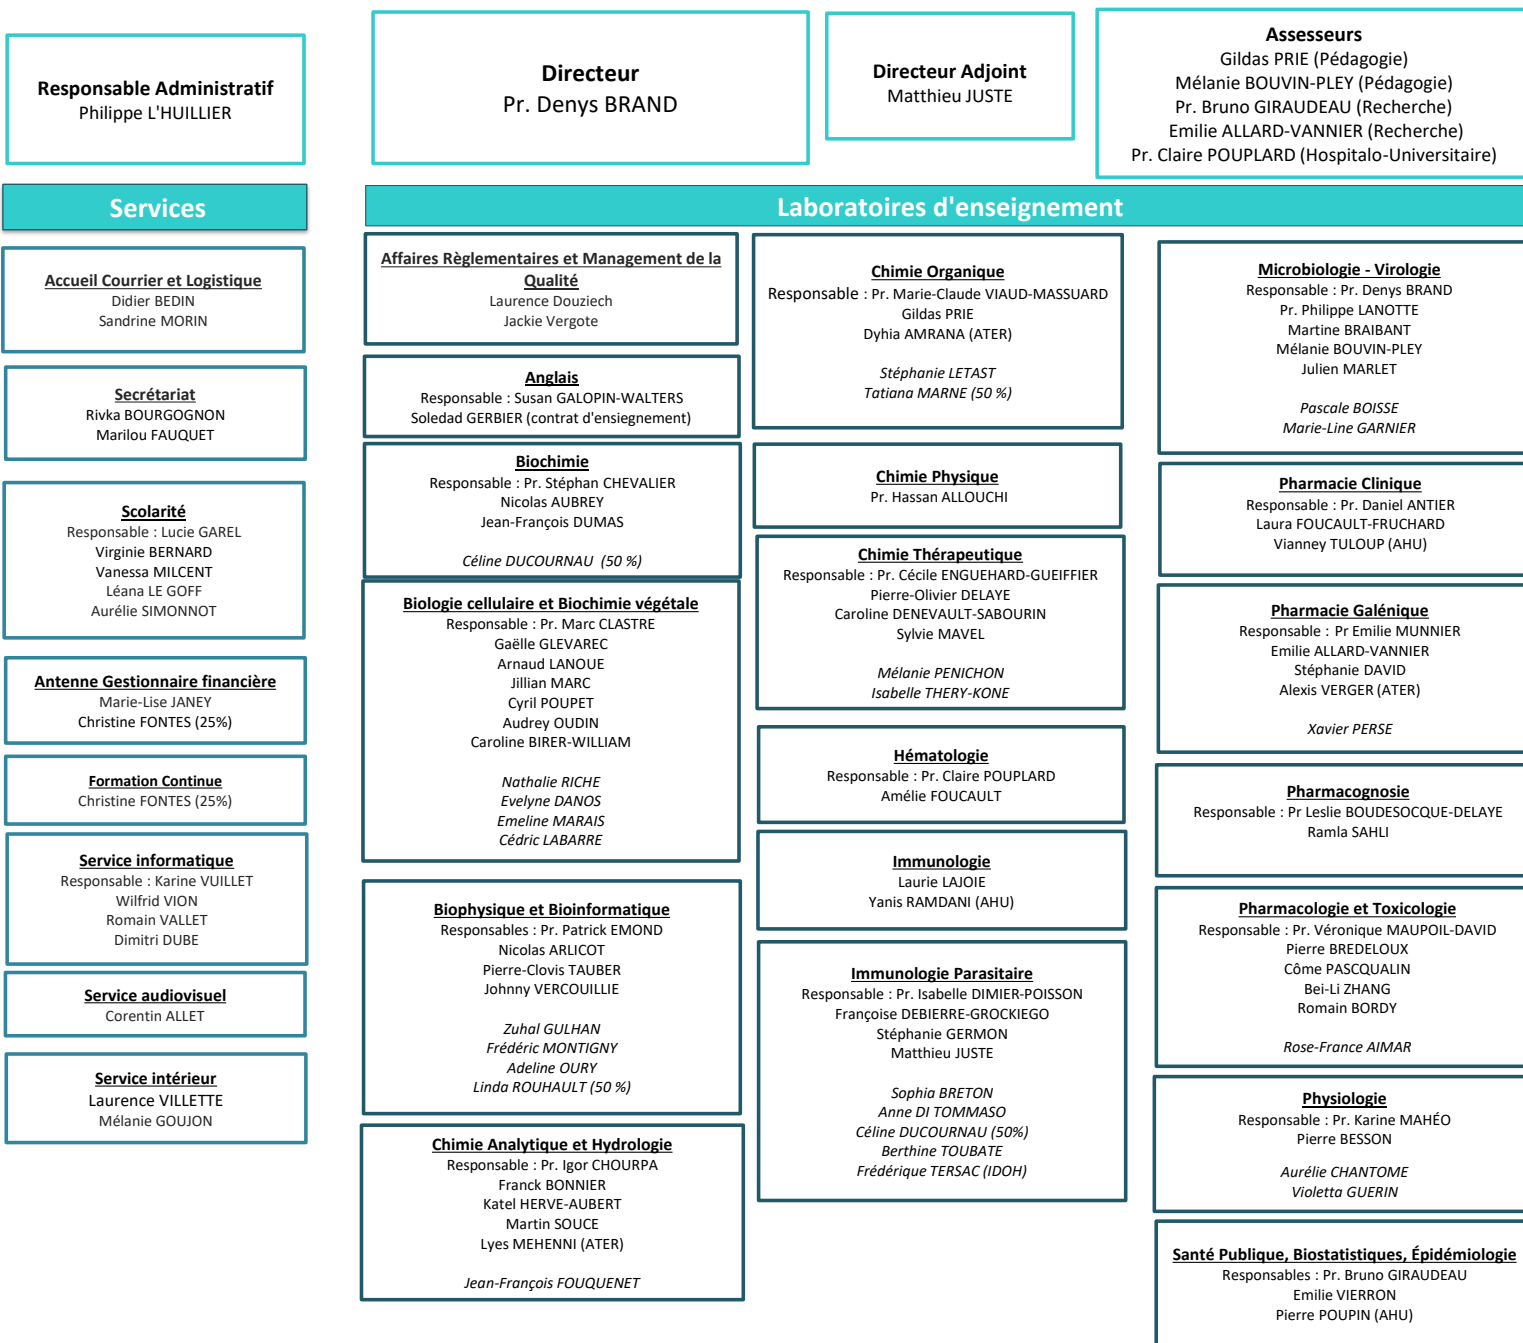 Responsable Administratif
Philippe L'HUILLIER
Directeur
Pr. Denys BRAND
Directeur Adjoint
Matthieu JUSTE
Assesseurs
Gildas PRIE (Pédagogie)
Mélanie BOUVIN-PLEY (Pédagogie)
Pr. Bruno GIRAUDEAU (Recherche)
Emilie ALLARD-VANNIER (Recherche)
Pr. Claire POUPLARD (Hospitalo-Universitaire)
Services
Accueil Courrier et Logistique
Didier BEDIN
Sandrine MORIN
Secrétariat
Rivka BOURGOGNON
Marilou FAUQUET
Scolarité
Responsable : Lucie GAREL
Virginie BERNARD
Vanessa MILCENT
Léana LE GOFF
Aurélie SIMONNOT
Antenne Gestionnaire financière
Marie-Lise JANEY
Christine FONTES (25%)
Formation Continue
Christine FONTES (25%)
Service informatique
Responsable : Karine VUILLET
Wilfrid VION
Romain VALLET
Dimitri DUBE
Service audiovisuel
Corentin ALLET
Service intérieur
Laurence VILLETTE
Mélanie GOUJON
Laboratoires d'enseignement
Affaires Règlementaires et Management de la
Qualité
Laurence Douziech
Jackie Vergote
Anglais
Responsable : Susan GALOPIN-WALTERS
Soledad GERBIER (contrat d'ensiegnement)
Biochimie
Responsable : Pr. Stéphan CHEVALIER
Nicolas AUBREY
Jean-François DUMAS
Céline DUCOURNAU (50 %)
Biologie cellulaire et Biochimie végétale
Responsable : Pr. Marc CLASTRE
Gaëlle GLEVAREC
Arnaud LANOUE
Jillian MARC
Cyril POUPET
Audrey OUDIN
Caroline BIRER-WILLIAM
Nathalie RICHE
Evelyne DANOS
Emeline MARAIS
Cédric LABARRE
Biophysique et Bioinformatique
Responsables : Pr. Patrick EMOND
Nicolas ARLICOT
Pierre-Clovis TAUBER
Johnny VERCOUILLIE
Zuhal GULHAN
Frédéric MONTIGNY
Adeline OURY
Linda ROUHAULT (50 %)
Chimie Analytique et Hydrologie
Responsable : Pr. Igor CHOURPA
Franck BONNIER
Katel HERVE-AUBERT
Martin SOUCE
Lyes MEHENNI (ATER)
Jean-François FOUQUENET
Chimie Organique
Responsable : Pr. Marie-Claude VIAUD-MASSUARD
Gildas PRIE
Dyhia AMRANA (ATER)
Stéphanie LETAST
Tatiana MARNE (50 %)
Chimie Physique
Pr. Hassan ALLOUCHI
Chimie Thérapeutique
Responsable : Pr. Cécile ENGUEHARD-GUEIFFIER
Pierre-Olivier DELAYE
Caroline DENEVAULT-SABOURIN
Sylvie MAVEL
Mélanie PENICHON
Isabelle THERY-KONE
Hématologie
Responsable : Pr. Claire POUPLARD
Amélie FOUCAULT
Immunologie
Laurie LAJOIE
Yanis RAMDANI (AHU)
Immunologie Parasitaire
Responsable : Pr. Isabelle DIMIER-POISSON
Françoise DEBIERRE-GROCKIEGO
Stéphanie GERMON
Matthieu JUSTE
Sophia BRETON
Anne DI TOMMASO
Céline DUCOURNAU (50%)
Berthine TOUBATE
Frédérique TERSAC (IDOH)
Microbiologie - Virologie
Responsable : Pr. Denys BRAND
Pr. Philippe LANOTTE
Martine BRAIBANT
Mélanie BOUVIN-PLEY
Julien MARLET
Pascale BOISSE
Marie-Line GARNIER
Pharmacie Clinique
Responsable : Pr. Daniel ANTIER
Laura FOUCAULT-FRUCHARD
Vianney TULOUP (AHU)
Pharmacie Galénique
Responsable : Pr Emilie MUNNIER
Emilie ALLARD-VANNIER
Stéphanie DAVID
Alexis VERGER (ATER)
Xavier PERSE
Pharmacognosie
Responsable : Pr Leslie BOUDESOCQUE-DELAYE
Ramla SAHLI
Pharmacologie et Toxicologie
Responsable : Pr. Véronique MAUPOIL-DAVID
Pierre BREDELOUX
Côme PASCQUALIN
Bei-Li ZHANG
Romain BORDY
Rose-France AIMAR
Physiologie
Responsable : Pr. Karine MAHÉO
Pierre BESSON
Aurélie CHANTOME
Violetta GUERIN
Santé Publique, Biostatistiques, Épidémiologie
Responsables : Pr. Bruno GIRAUDEAU
Emilie VIERRON
Pierre POUPIN (AHU)